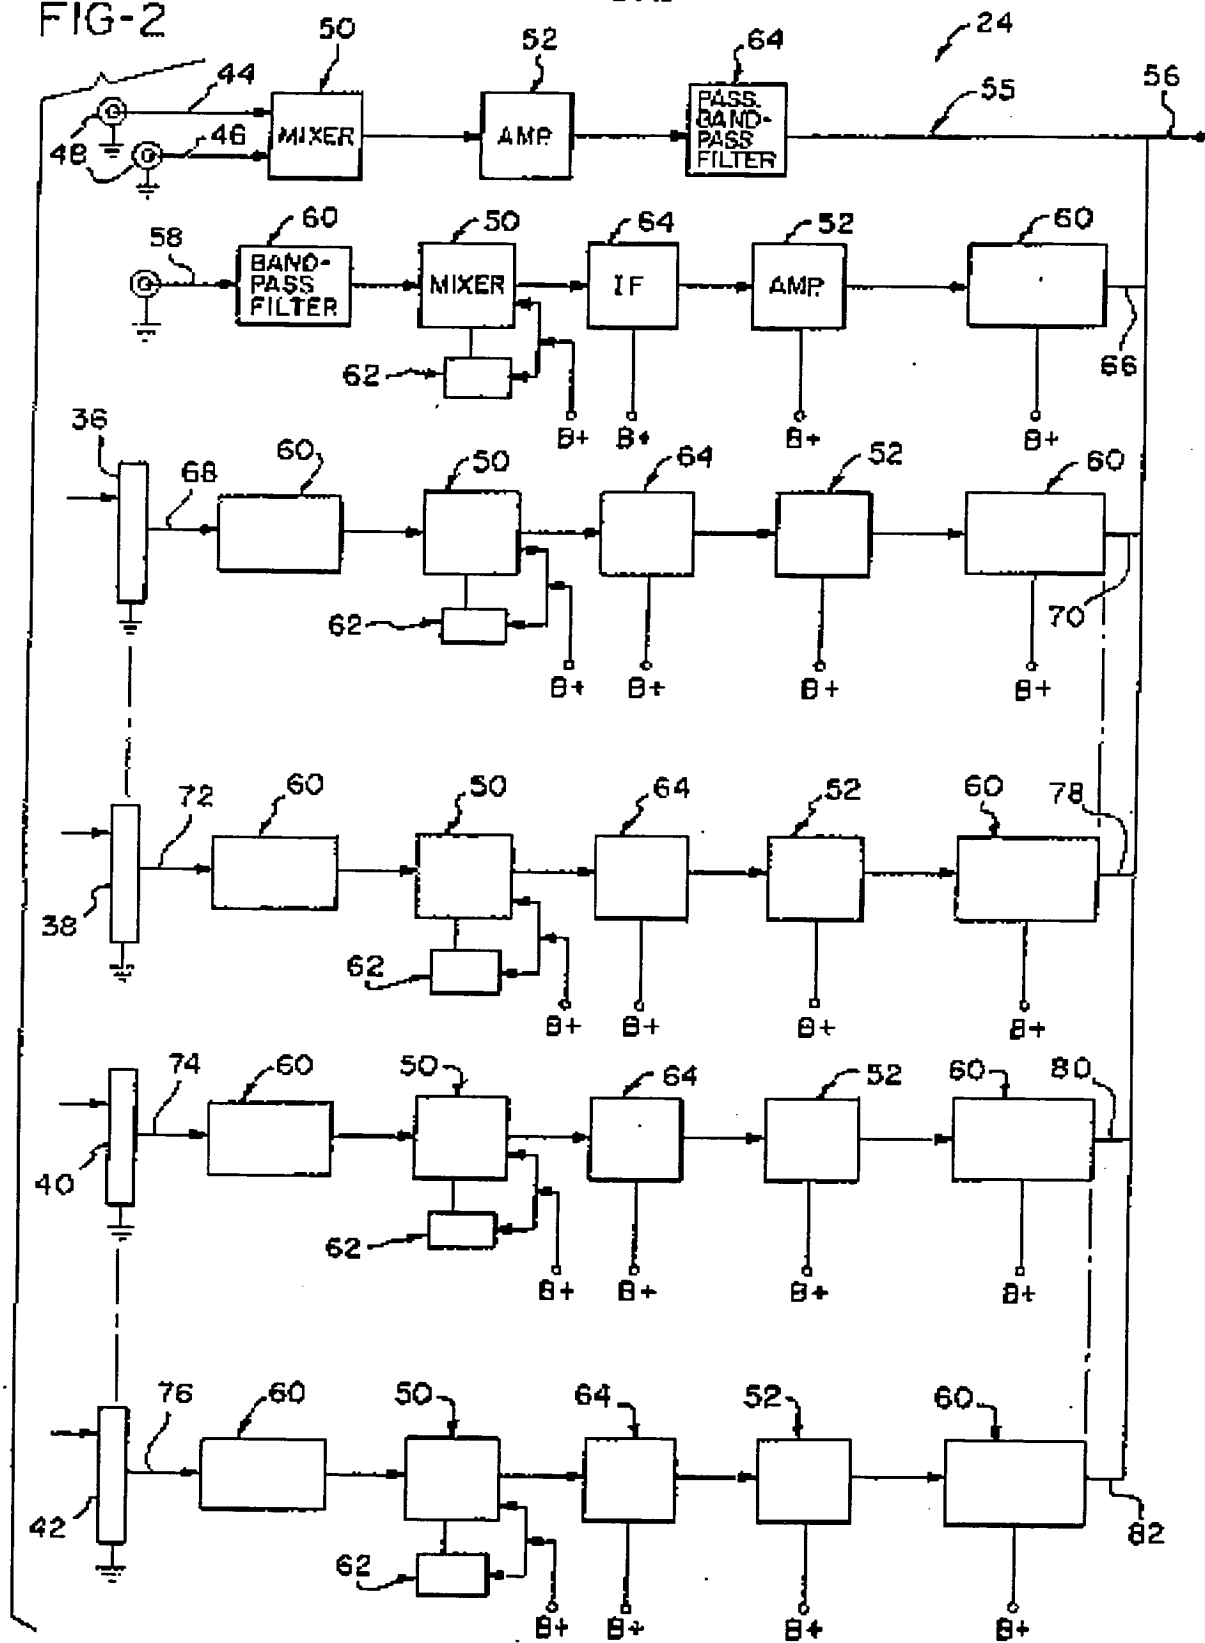 FIG-2
50
52
64
24
44
55
56
MIXER
AMP.
PASS.
BAND-
PASS
FILTER
48
46
60
50
64
52
60
58
BAND-
PASS
FILTER
MIXER
IF
AMP.
62
66
B+
B+
B+
B+
36
68
60
50
64
52
60
62
70
B+
B+
B+
B+
72
60
50
64
52
60
78
38
62
B+
B+
B+
B+
74
60
50
64
52
60
80
40
62
B+
B+
B+
B+
76
60
50
64
52
60
42
62
82
B+
B+
B+
B+